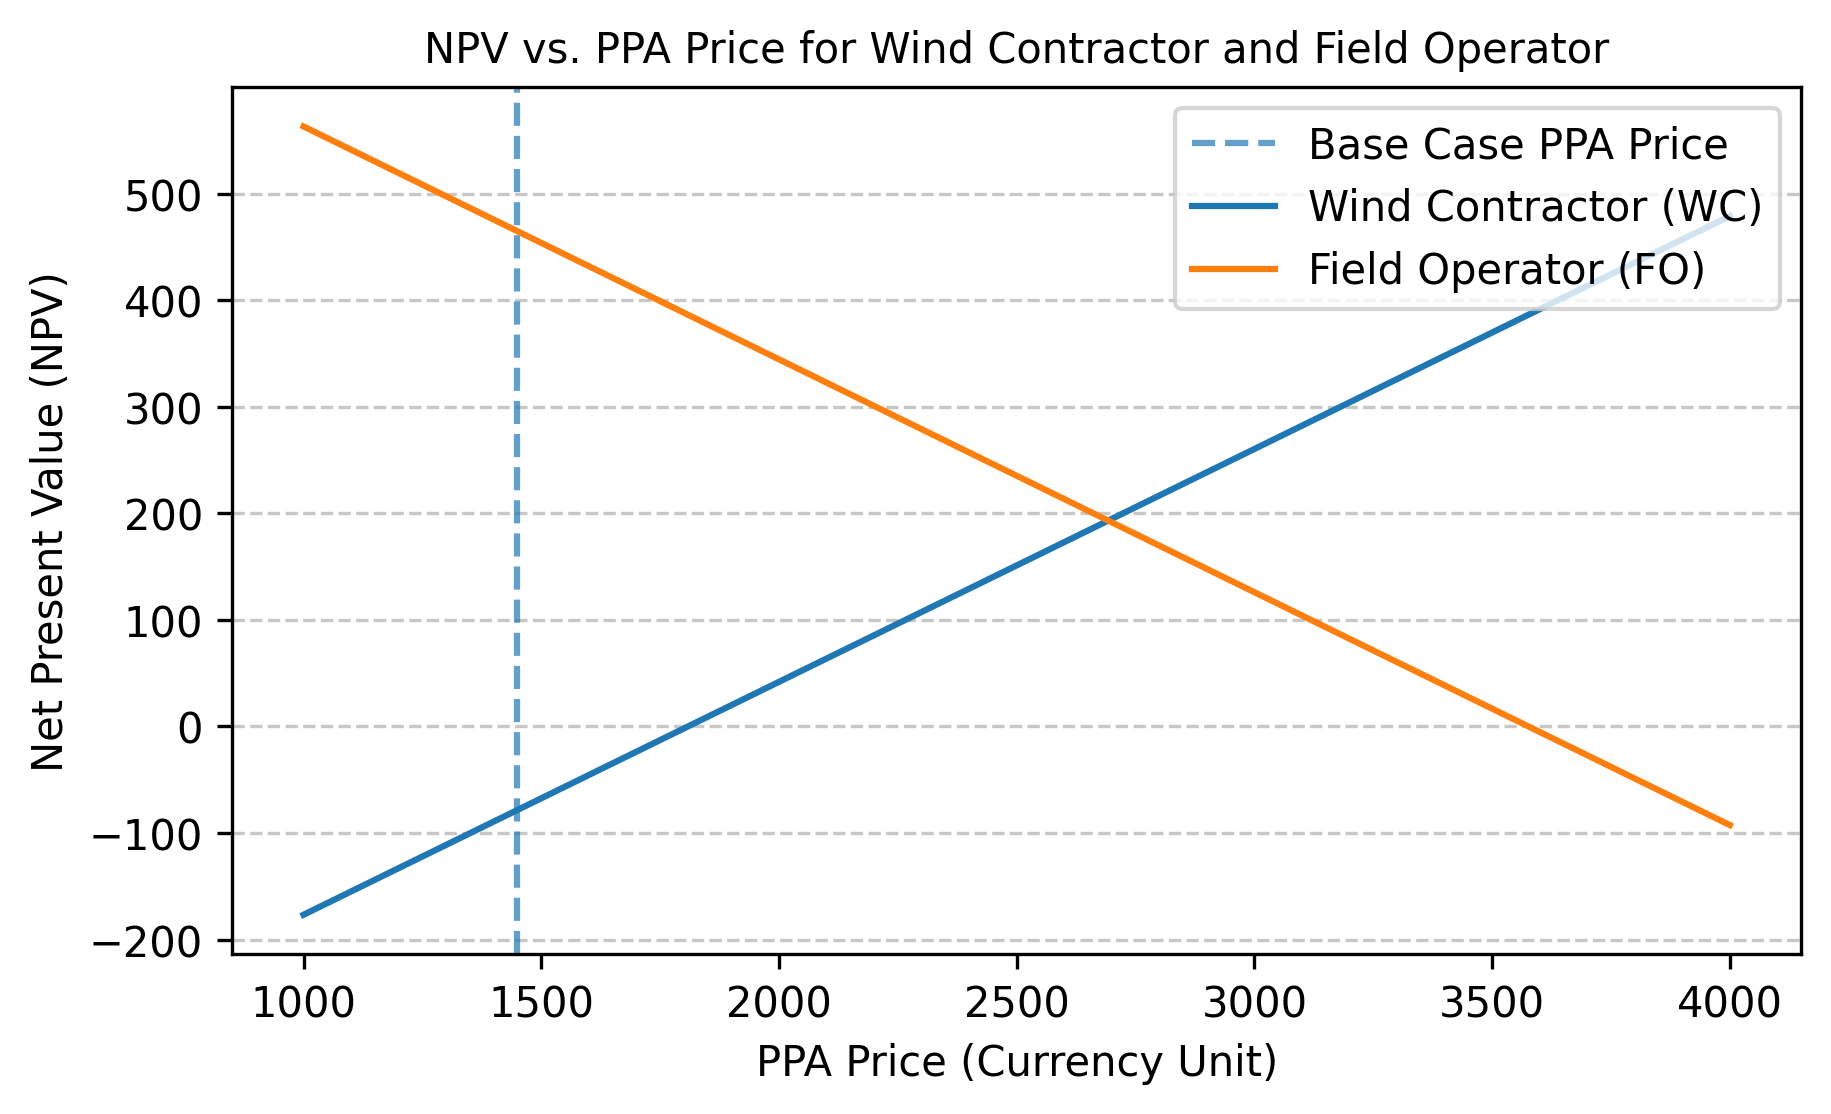 NPV vs. PPA Price for Wind Contractor and Field Operator
Base Case PPA Price
Wind Contractor (WC)
Field Operator (FO)
Net Present Value (NPV)
500
400
300
200
100
0
−100
−200
1000 1500 2000 2500 3000 3500 4000
PPA Price (Currency Unit)